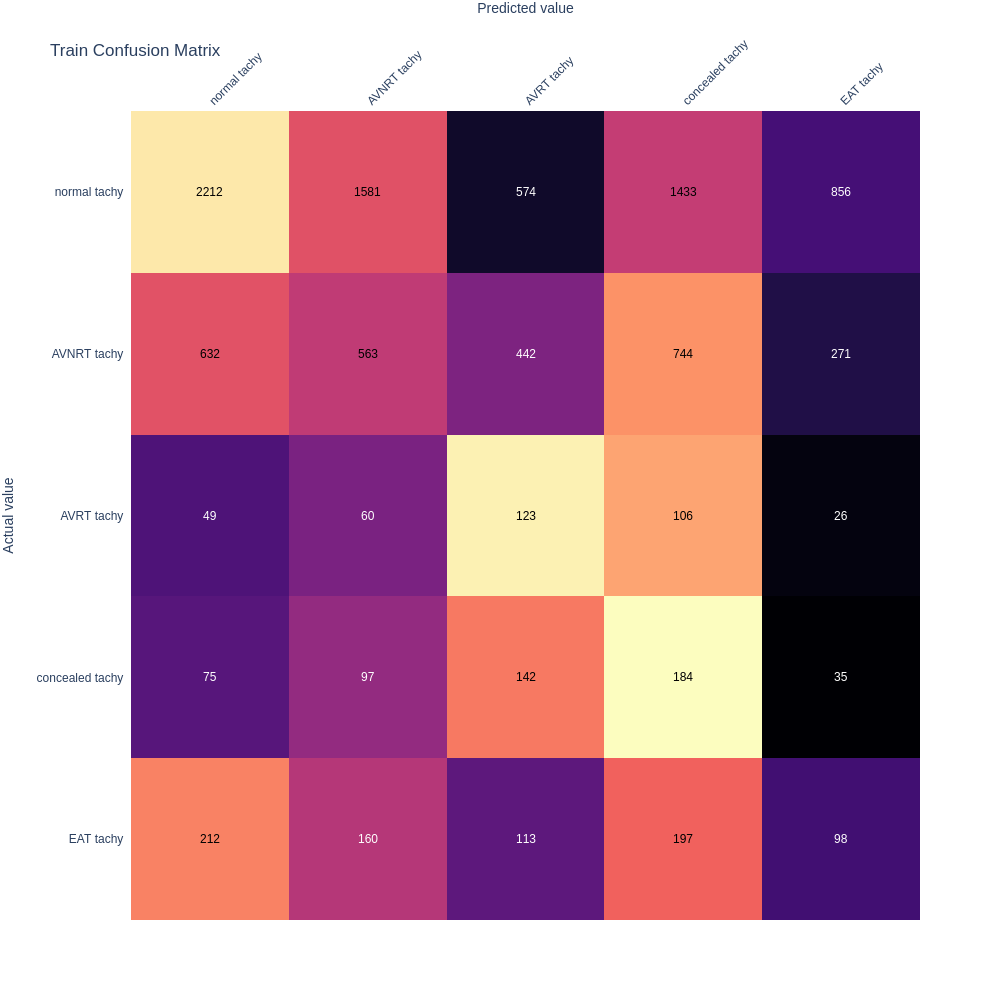 Predicted value
Train Confusion Matrix
normal tachy AVNRT tachy AVRT tachy concealed tachy EAT tachy
normal tachy 2212 1581 574 1433 856
AVNRT tachy 632 563 442 744 271
AVRT tachy 49 60 123 106 26
Actual value
concealed tachy 75 97 142 184 35
EAT tachy 212 160 113 197 98